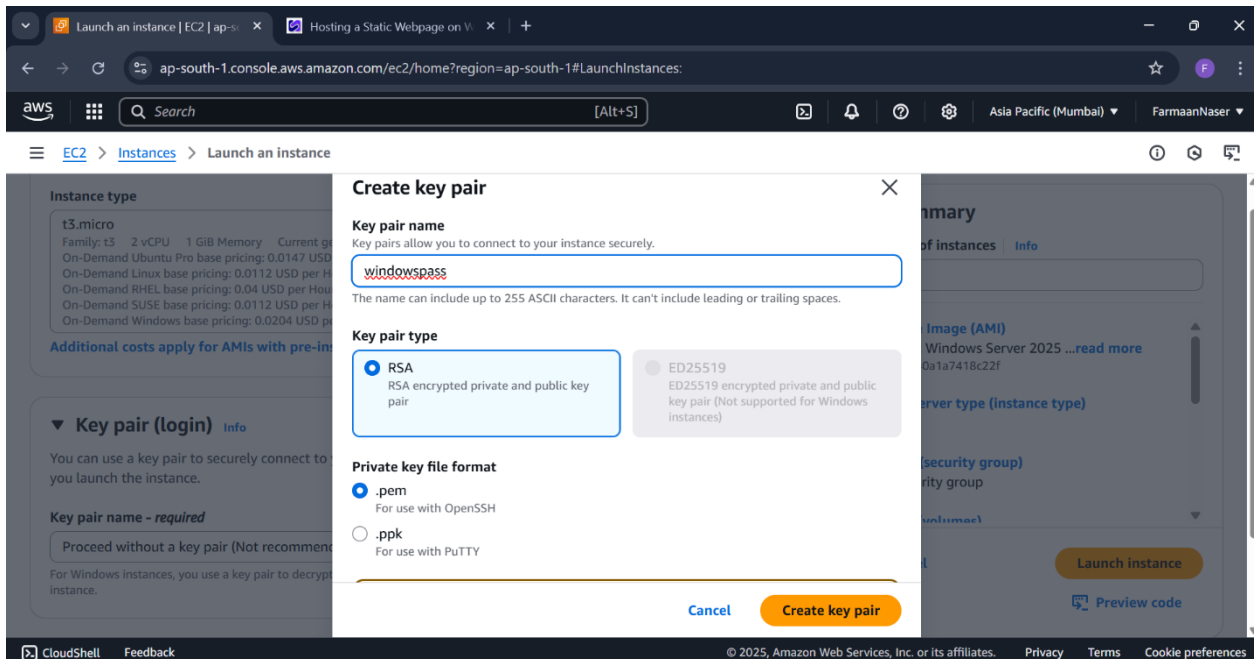 Launch an instance | EC2 | ap-so
Hosting a Static Webpage on W
ap-south-1.console.aws.amazon.com/ec2/home?region=ap-south-1#LaunchInstances:
F
aws
Search
[Alt+S]
Asia Pacific (Mumbai)
FarmaanNaser
EC2 > Instances > Launch an instance
Instance type
t3.micro
Family: t3 2 vCPU 1 GiB Memory Current ge
On-Demand Ubuntu Pro base pricing: 0.0147 USD
On-Demand Linux base pricing: 0.0112 USD per H
On-Demand RHEL base pricing: 0.04 USD per Hou
On-Demand SUSE base pricing: 0.0112 USD per H
On-Demand Windows base pricing: 0.0204 USD pe
Additional costs apply for AMIs with pre-ins
Key pair (login) Info
You can use a key pair to securely connect to
you launch the instance.
Key pair name - required
Proceed without a key pair (Not recommend
For Windows instances, you use a key pair to decrypt
instance.
Create key pair
Key pair name
Key pairs allow you to connect to your instance securely.
windowspass
The name can include up to 255 ASCII characters. It can't include leading or trailing spaces.
Key pair type
RSA
RSA encrypted private and public key
pair
ED25519
ED25519 encrypted private and public
key pair (Not supported for Windows
instances)
Private key file format
.pem
For use with OpenSSH
.ppk
For use with PuTTY
Cancel
Create key pair
mmary
of instances Info
Image (AMI)
Windows Server 2025 ...read more
0a1a7418c22f
erver type (instance type)
(security group)
rity group
volumes)
Launch instance
Preview code
CloudShell Feedback
© 2025, Amazon Web Services, Inc. or its affiliates. Privacy Terms Cookie preferences